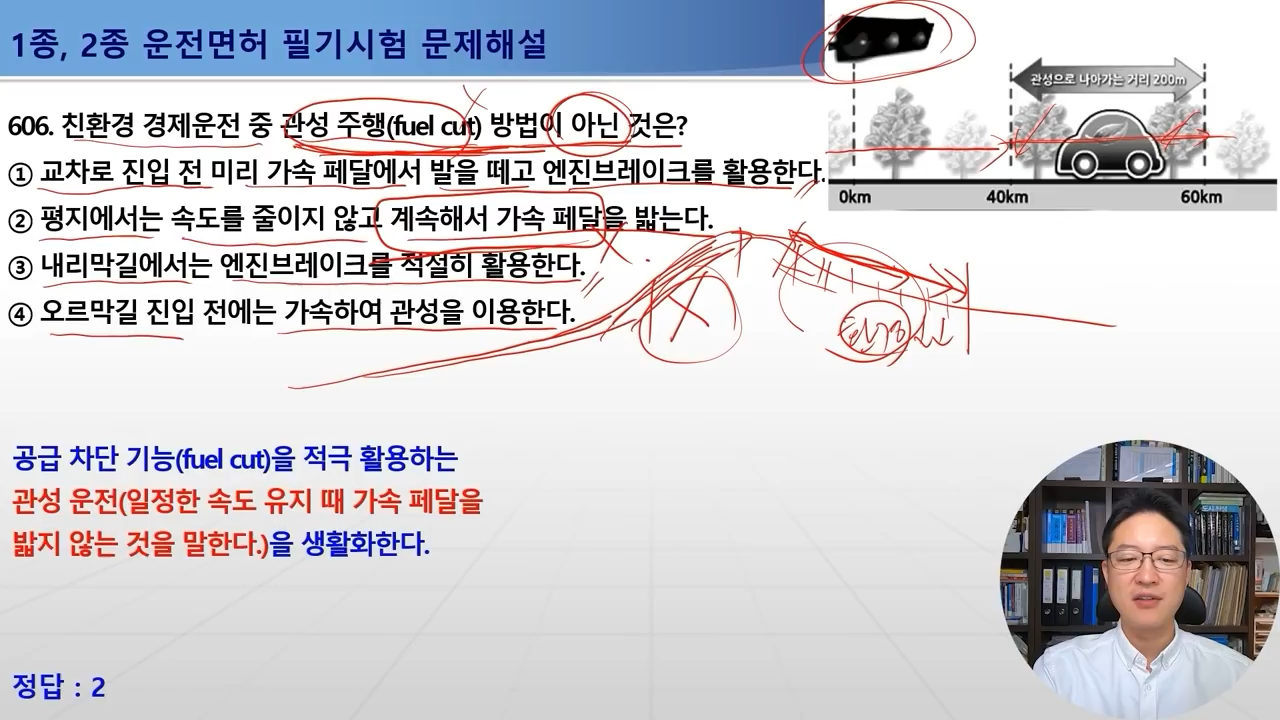 1종, 2종 운전면허 필기시험 문제해설
관성으로 나아가는 거리 200m
0km 40km 60km
606. 친환경 경제운전 중 관성 주행(fuel cut) 방법이 아닌 것은?
① 교차로 진입 전 미리 가속 페달에서 발을 떼고 엔진브레이크를 활용한다.
② 평지에서는 속도를 줄이지 않고 계속해서 가속 페달을 밟는다.
③ 내리막길에서는 엔진브레이크를 적절히 활용한다.
④ 오르막길 진입 전에는 가속하여 관성을 이용한다.
공급 차단 기능(fuel cut)을 적극 활용하는
관성 운전(일정한 속도 유지 때 가속 페달을
밟지 않는 것을 말한다.)을 생활화한다.
정답 : 2